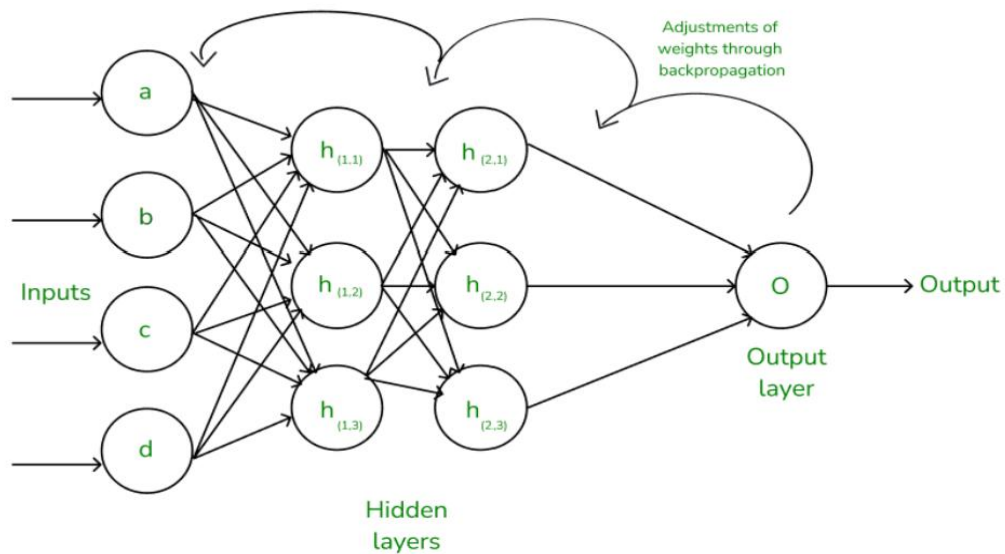 Adjustments of
weights through
backpropagation
a
h (1,1)
h (2,1)
b
Inputs
h (1,2)
h (2,2)
O
Output
c
Output
layer
h (1,3)
h (2,3)
d
Hidden
layers